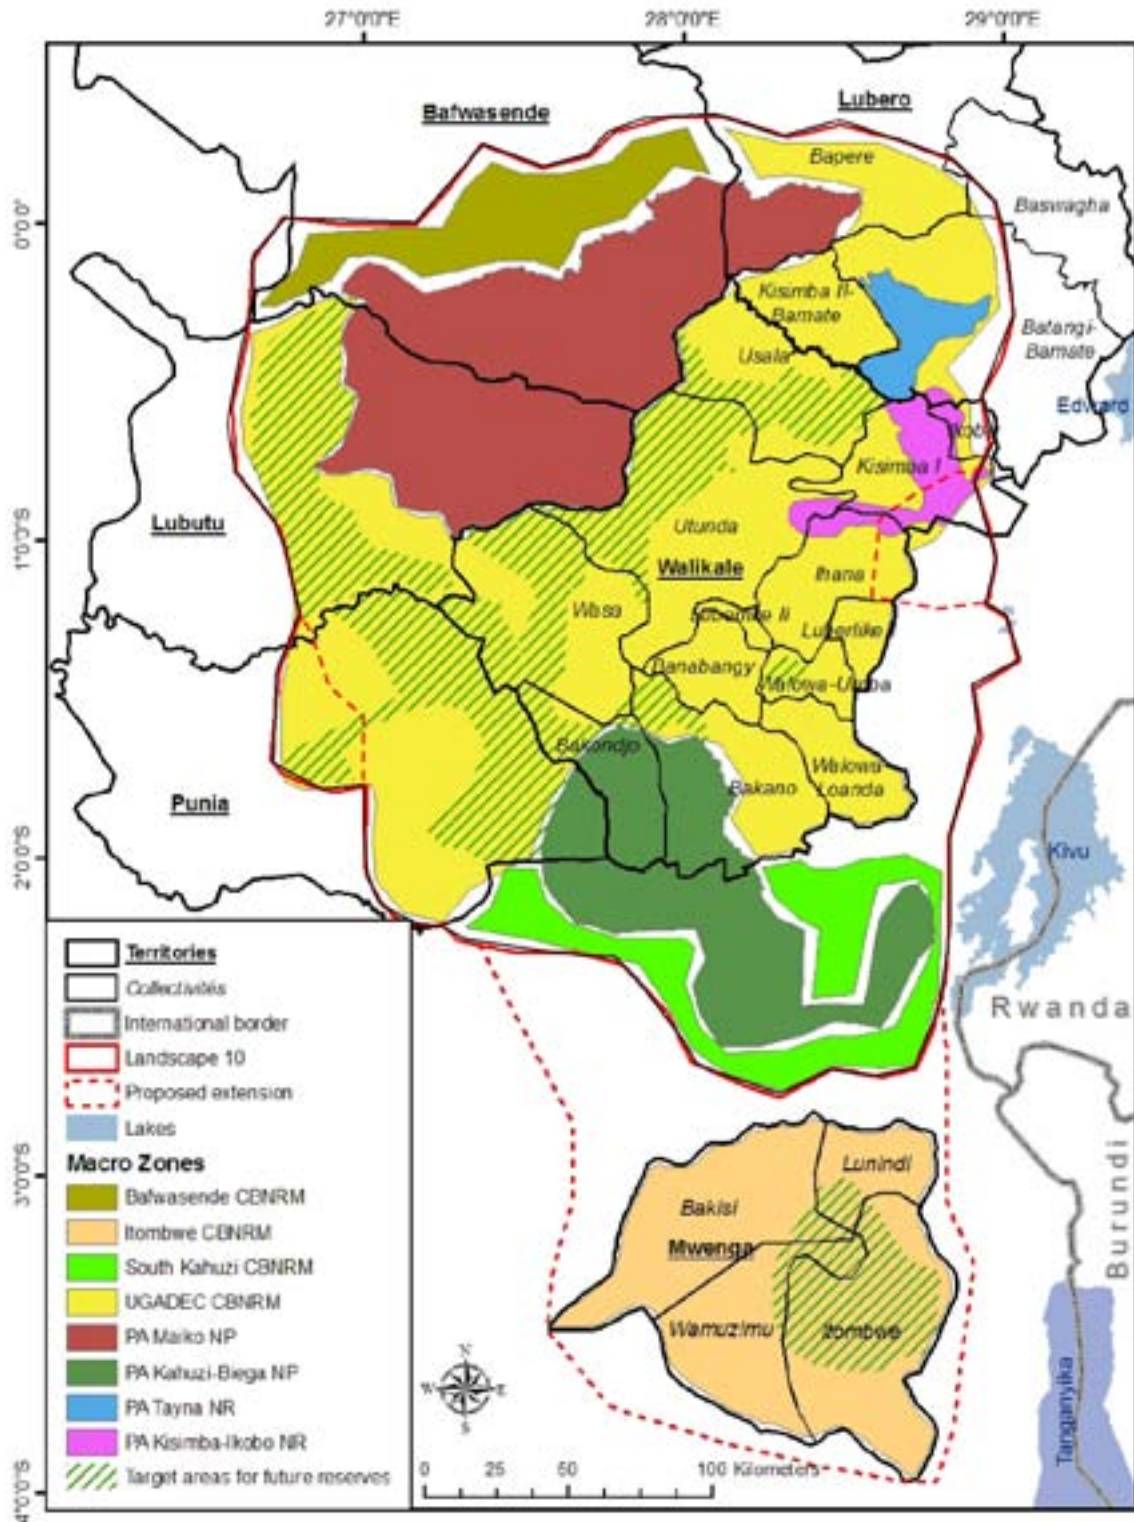 27°0'0"E 28°0'0"E 29°0'0"E
Bafwasende
Lubero
Bapere
Baswagha
0°0'0"
Kisimba II-
Bamate
Batangi-
Bamate
Usala
Edward
Kisimba I
Lubutu
Utunda
1°0'0"S
Walikale
Ihana
Wasa
Luberlike
Danabangy
Bakondjo
Walowa-
Loanda
Bakano
Punia
Kivu
2°0'0"S
Territories
Collectivités
International border
Landscape 10
Proposed extension
Lakes
Macro Zones
Bafwasende CBNRM
Itombwe CBNRM
South Kahuzi CBNRM
UGADEC CBNRM
PA Maiko NP
PA Kahuzi-Biega NP
PA Tayna NR
PA Kisimba-Ikobo NR
Target areas for future reserves
Rwanda
Burundi
3°0'0"S
Lunindi
Bakisi
Mwenga
Wamuzimu
Itombwe
Tanganyika
N
W E
S
0 25 50 100 Kilometers
4°0'0"S